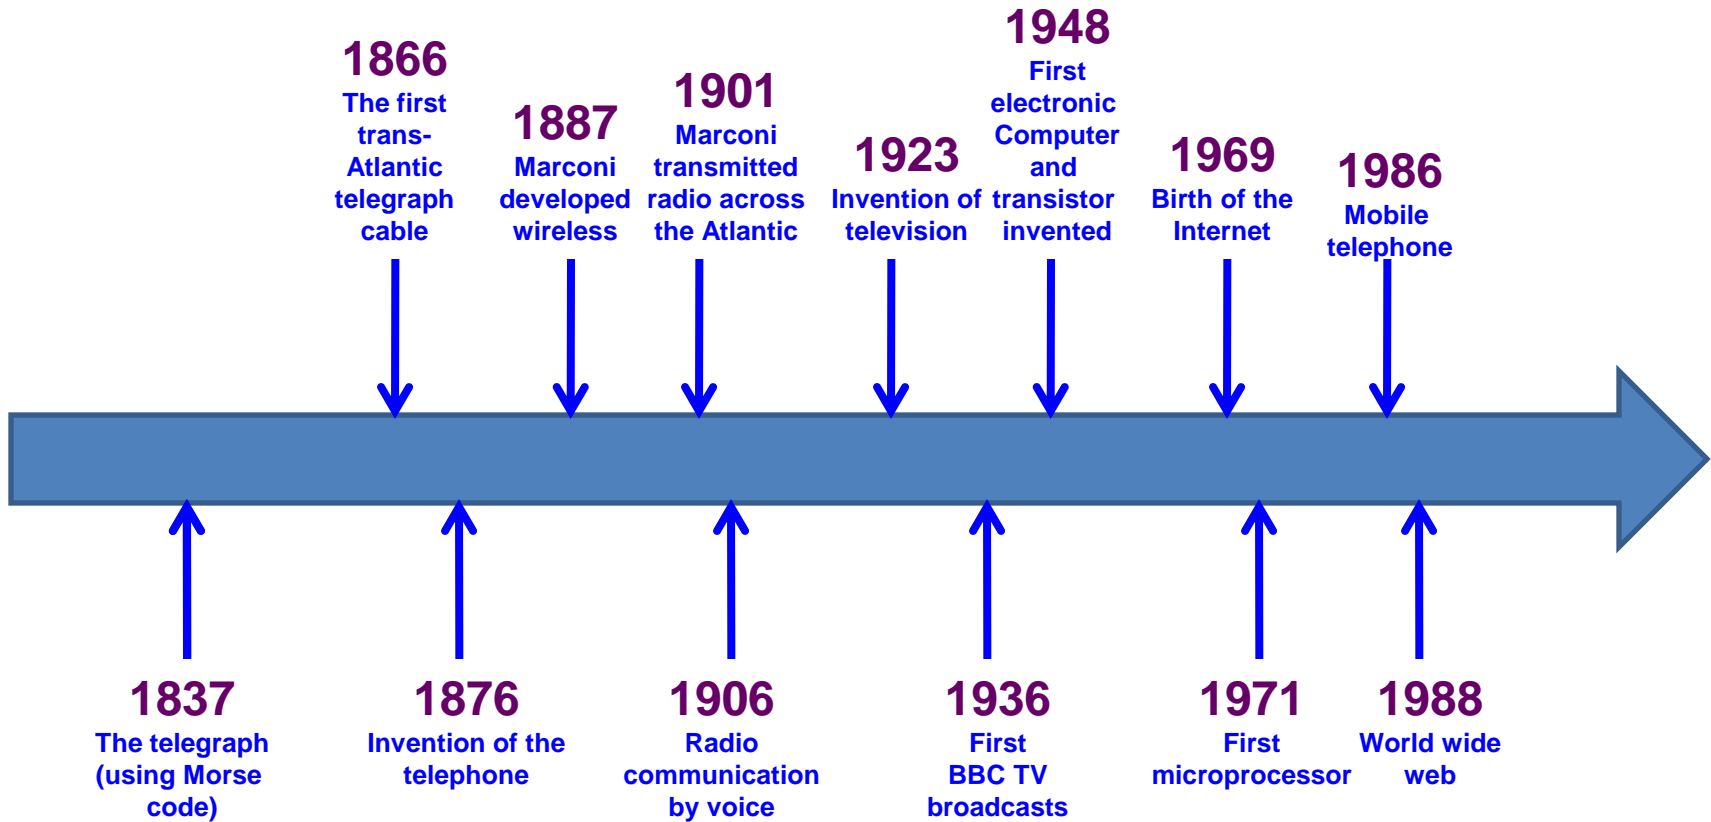 1866
The first
trans-
Atlantic
telegraph
cable
1887
Marconi
developed
wireless
1901
Marconi
transmitted
radio across
the Atlantic
1923
Invention of
television
1948
First
electronic
Computer
and
transistor
invented
1969
Birth of the
Internet
1986
Mobile
telephone
1837
The telegraph
(using Morse
code)
1876
Invention of the
telephone
1906
Radio
communication
by voice
1936
First
BBC TV
broadcasts
1971
First
microprocessor
1988
World wide
web